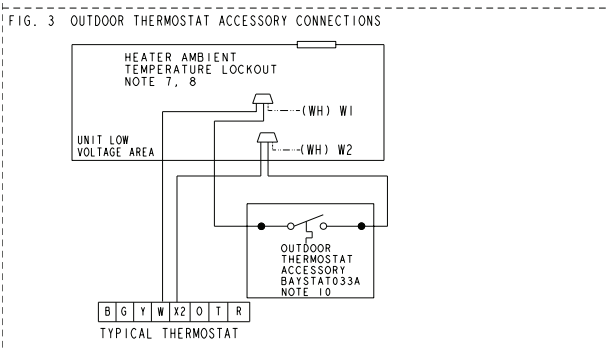 FIG. 3 OUTDOOR THERMOSTAT ACCESSORY CONNECTIONS
HEATER AMBIENT
TEMPERATURE LOCKOUT
NOTE 7, 8
(WH) W1
UNIT LOW
VOLTAGE AREA
(WH) W2
OUTDOOR
THERMOSTAT
ACCESSORY
BAYSTAT033A
NOTE 10
B G Y W X2 O T R
TYPICAL THERMOSTAT